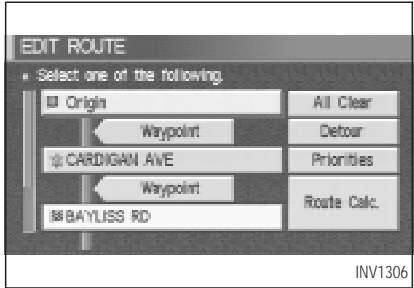 EDIT ROUTE
Select one of the following.
Origin
All Clear
Waypoint
Detour
CARDIGAN AVE
Priorities
Waypoint
Route Calc.
BAYLISS RD
INV1306